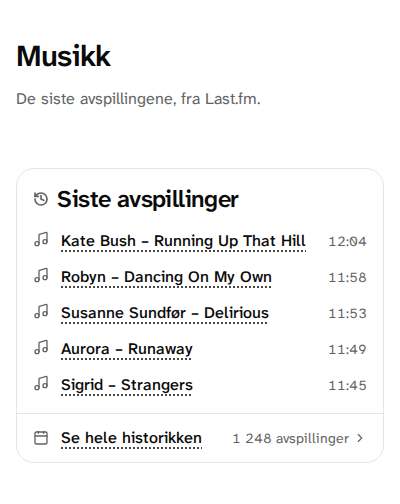 Musikk
De siste avspillingene, fra Last.fm.
Siste avspillinger
Kate Bush – Running Up That Hill 12:04
Robyn – Dancing On My Own 11:58
Susanne Sundfør – Delirious 11:53
Aurora – Runaway 11:49
Sigrid – Strangers 11:45
Se hele historikken 1 248 avspillinger